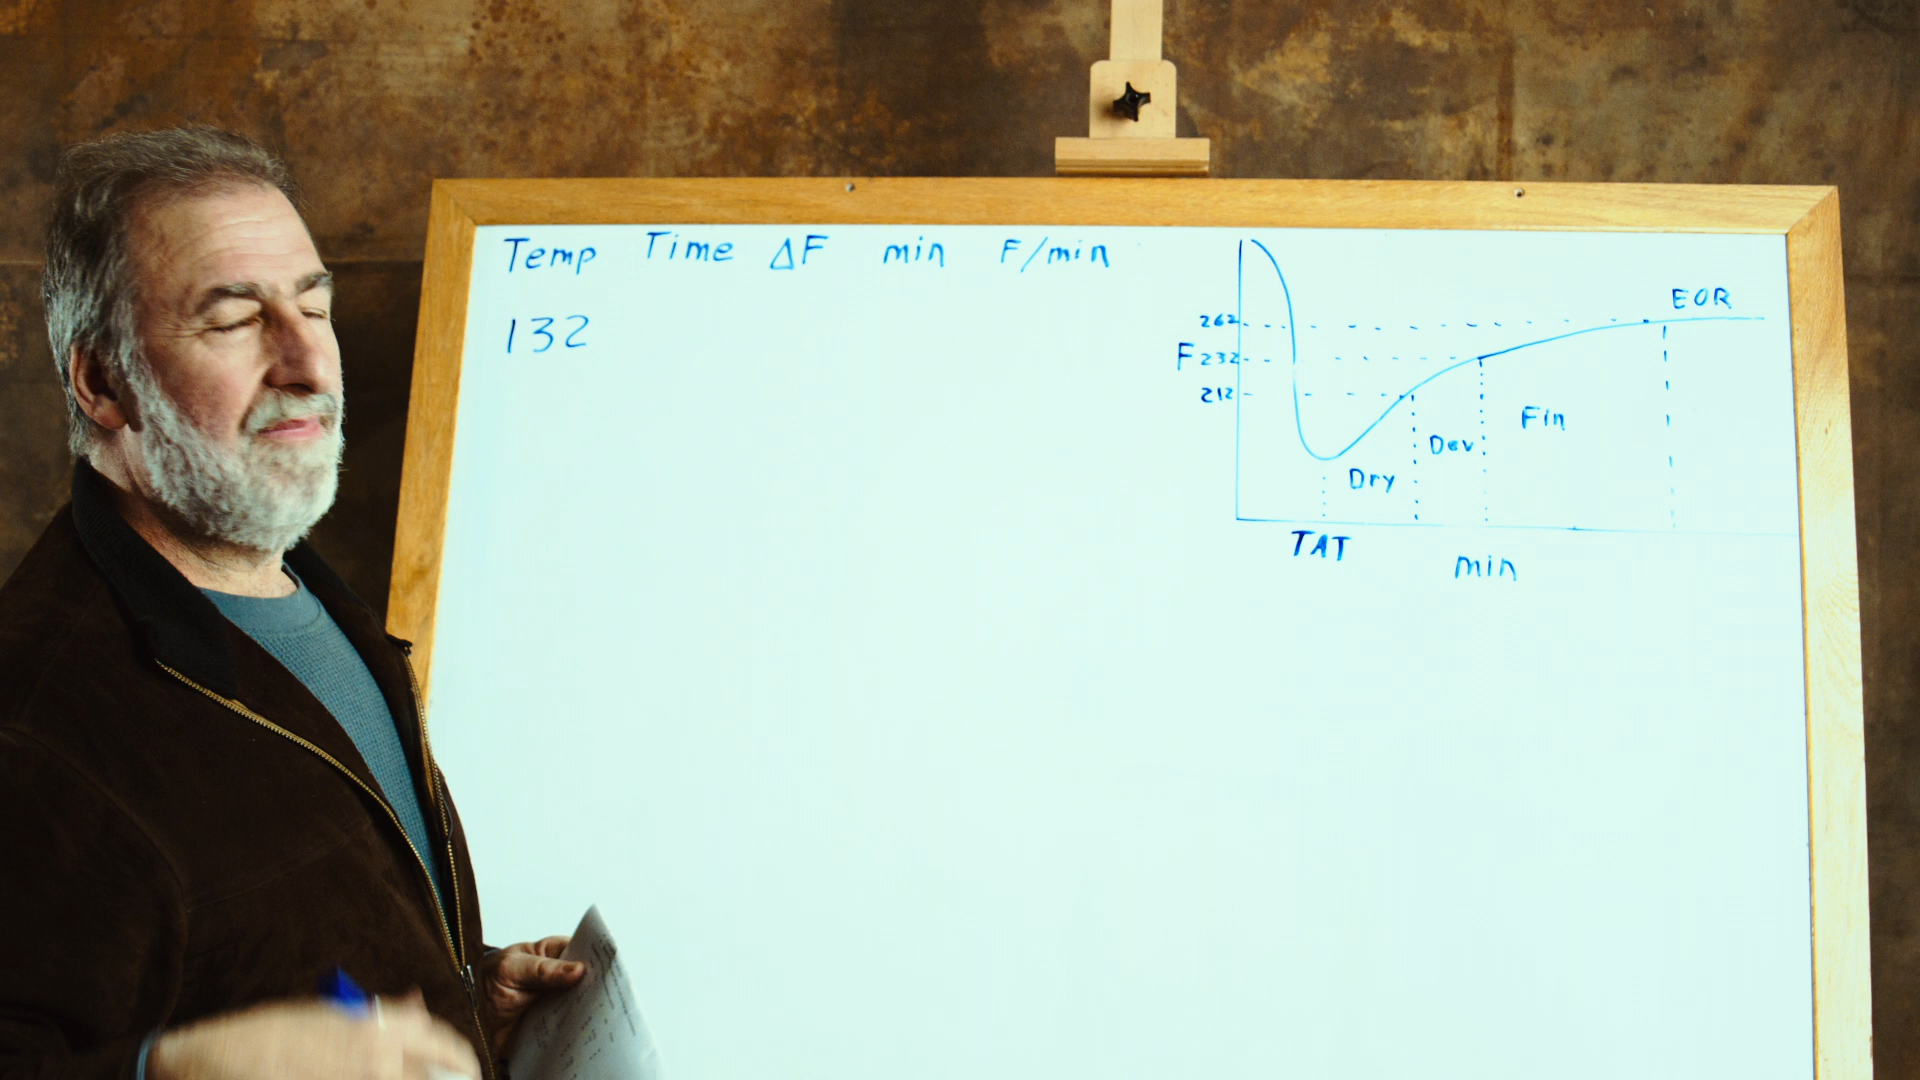 Temp Time ΔF min F/min
132
EOR
262
F 232
212
Fin
Dev
Dry
TAT
min